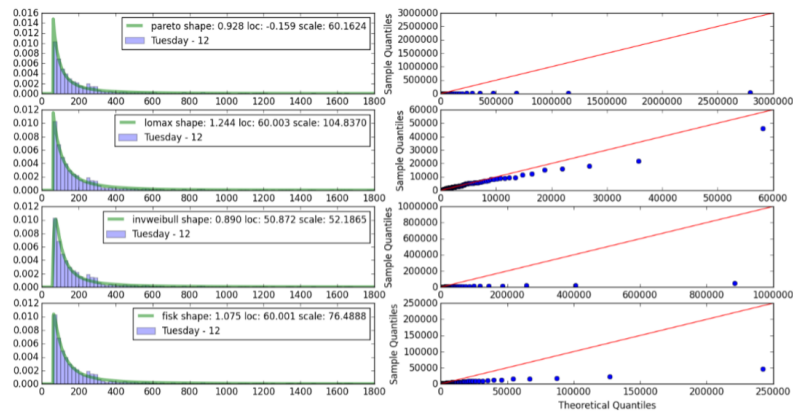 0.016
0.014
0.012
0.010
0.008
0.006
0.004
0.002
0.000
pareto shape: 0.928 loc: -0.159 scale: 60.1624
Tuesday - 12
0 200 400 600 800 1000 1200 1400 1600 1800
Sample Quantiles
3000000
2500000
2000000
1500000
1000000
500000
0
0 500000 1000000 1500000 2000000 2500000 3000000
0.012
0.010
0.008
0.006
0.004
0.002
0.000
lomax shape: 1.244 loc: 60.003 scale: 104.8370
Tuesday - 12
0 200 400 600 800 1000 1200 1400 1600 1800
Sample Quantiles
60000
50000
40000
30000
20000
10000
0
0 10000 20000 30000 40000 50000 60000
0.012
0.010
0.008
0.006
0.004
0.002
0.000
invweibull shape: 0.890 loc: 50.872 scale: 52.1865
Tuesday - 12
0 200 400 600 800 1000 1200 1400 1600 1800
Sample Quantiles
1000000
800000
600000
400000
200000
0
0 200000 400000 600000 800000 1000000
0.012
0.010
0.008
0.006
0.004
0.002
0.000
fisk shape: 1.075 loc: 60.001 scale: 76.4888
Tuesday - 12
0 200 400 600 800 1000 1200 1400 1600 1800
Sample Quantiles
250000
200000
150000
100000
50000
0
0 50000 100000 150000 200000 250000
Theoretical Quantiles